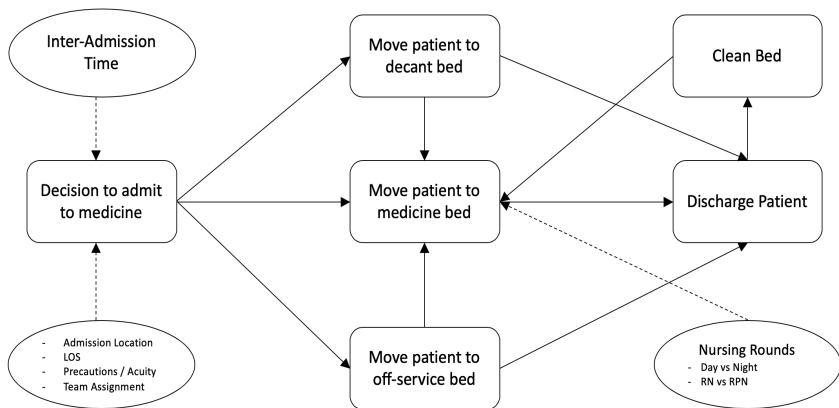 Inter-Admission
Time
Move patient to
decant bed
Clean Bed
Decision to admit
to medicine
Move patient to
medicine bed
Discharge Patient
- Admission Location
- LOS
- Precautions / Acuity
- Team Assignment
Move patient to
off-service bed
Nursing Rounds
- Day vs Night
- RN vs RPN